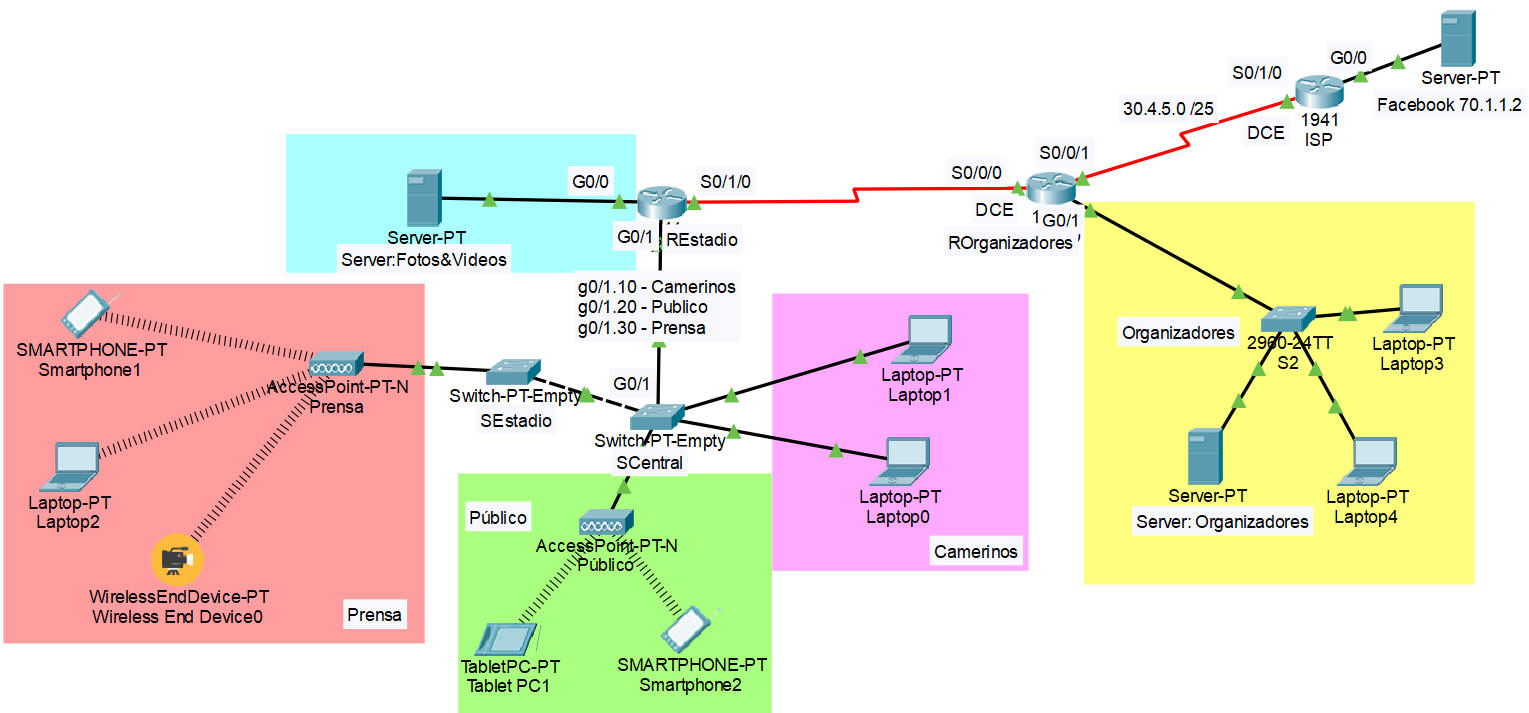 Server-PT
Facebook 70.1.1.2
G0/0
S0/1/0
1941
ISP
DCE
30.4.5.0 /25
S0/0/1
S0/0/0
DCE
G0/1
ROrganizadores
G0/0
S0/1/0
Server-PT
Server:Fotos&Videos
G0/1
REstadio
g0/1.10 - Camerinos
g0/1.20 - Publico
g0/1.30 - Prensa
SMARTPHONE-PT
Smartphone1
AccessPoint-PT-N
Prensa
Laptop-PT
Laptop2
WirelessEndDevice-PT
Wireless End Device0
Prensa
Switch-PT-Empty
SEstadio
G0/1
Switch-PT-Empty
SCentral
Laptop-PT
Laptop1
Laptop-PT
Laptop0
Camerinos
Público
AccessPoint-PT-N
Público
TabletPC-PT
Tablet PC1
SMARTPHONE-PT
Smartphone2
Organizadores
2960-24TT
S2
Laptop-PT
Laptop3
Server-PT
Server: Organizadores
Laptop-PT
Laptop4